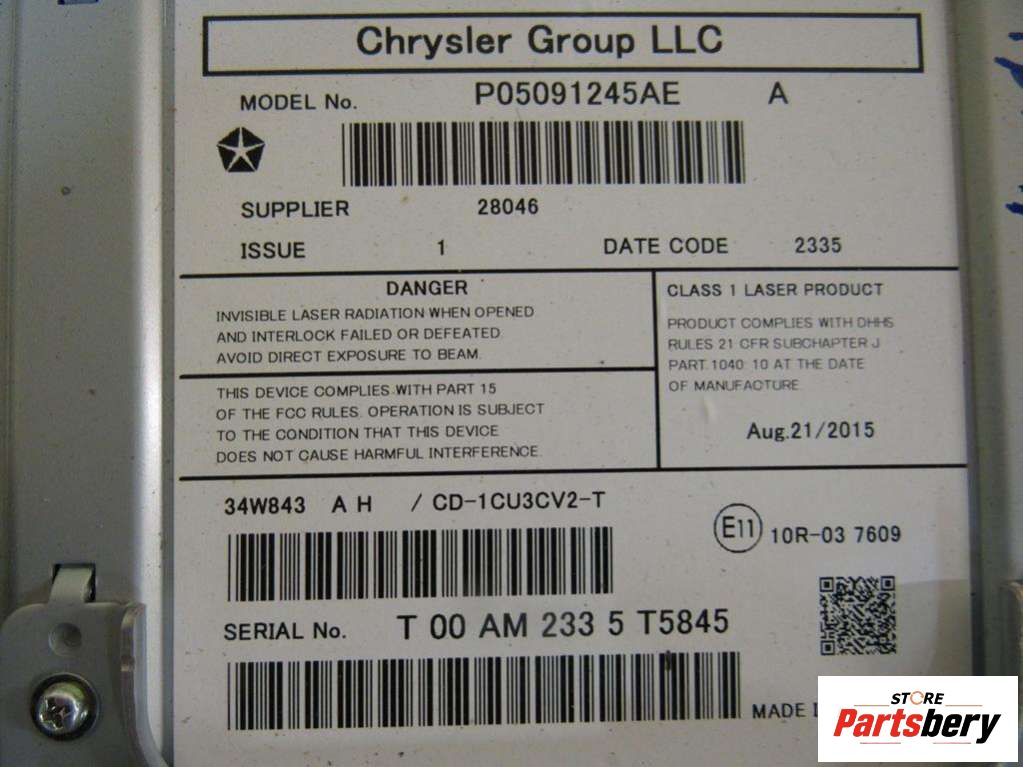 Chrysler Group LLC
MODEL No. P05091245AE A
SUPPLIER 28046
ISSUE 1 DATE CODE 2335
DANGER
INVISIBLE LASER RADIATION WHEN OPENED
AND INTERLOCK FAILED OR DEFEATED.
AVOID DIRECT EXPOSURE TO BEAM.
CLASS 1 LASER PRODUCT
PRODUCT COMPLIES WITH DHHS
RULES 21 CFR SUBCHAPTER J
PART 1040. 10 AT THE DATE
OF MANUFACTURE.
Aug.21/2015
THIS DEVICE COMPLIES WITH PART 15
OF THE FCC RULES. OPERATION IS SUBJECT
TO THE CONDITION THAT THIS DEVICE
DOES NOT CAUSE HARMFUL INTERFERENCE.
34W843 A H / CD-1CU3CV2-T
E11 10R-03 7609
SERIAL No. T 00 AM 233 5 T5845
MADE
STORE
Partsbery